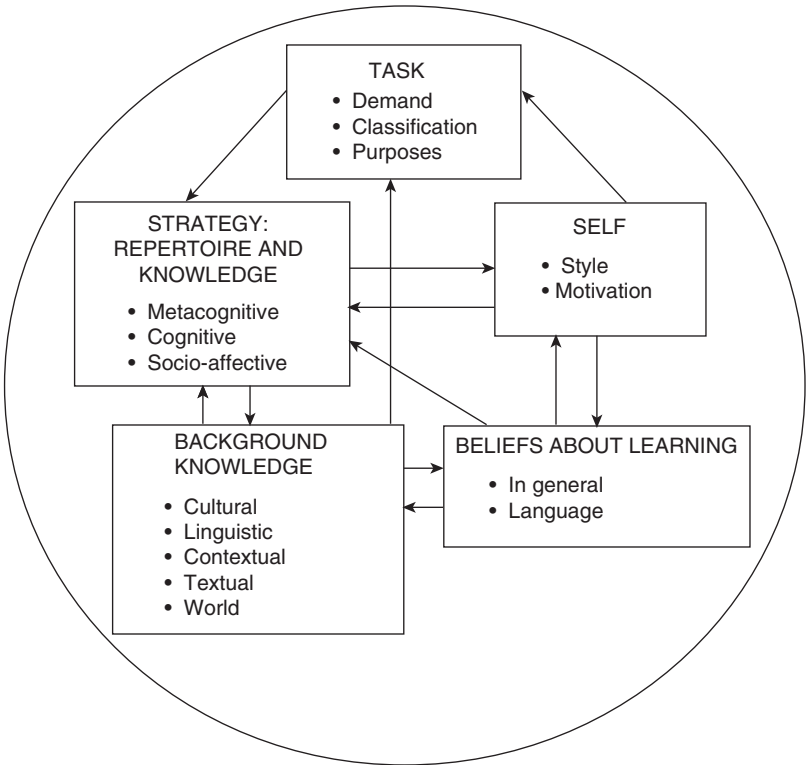 TASK
• Demand
• Classification
• Purposes
STRATEGY:
REPERTOIRE AND
KNOWLEDGE
• Metacognitive
• Cognitive
• Socio-affective
SELF
• Style
• Motivation
BACKGROUND
KNOWLEDGE
• Cultural
• Linguistic
• Contextual
• Textual
• World
BELIEFS ABOUT LEARNING
• In general
• Language